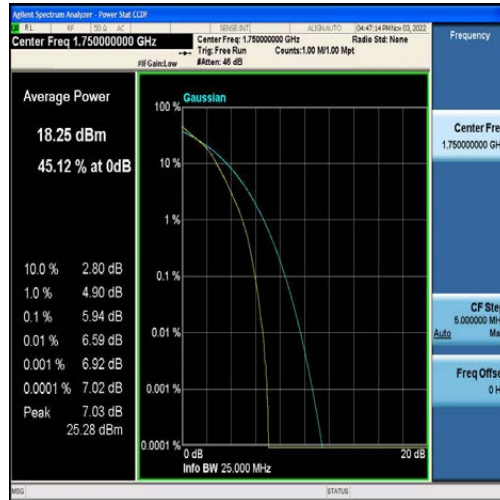 Agilent Spectrum Analyzer - Power Stat CCDF
RL RF 50 Ω AC SENSE:INT ALIGN AUTO 04:47:14 PM Nov 03, 2022
Center Freq 1.750000000 GHz
Center Freq: 1.750000000 GHz
Radio Std: None
Trig: Free Run Counts:1.00 M/1.00 Mpt
#IFGain:Low
#Atten: 46 dB
Frequency
Average Power
18.25 dBm
45.12 % at 0dB
10.0 % 2.80 dB
1.0 % 4.90 dB
0.1 % 5.94 dB
0.01 % 6.59 dB
0.001 % 6.92 dB
0.0001 % 7.02 dB
Peak 7.03 dB
25.28 dBm
Gaussian
100 %
10 %
1 %
0.1 %
0.01 %
0.001 %
0.0001 %
0 dB
20 dB
Info BW 25.000 MHz
Center Fre
1.750000000 GH
CF Ste
5.000000 MH
Auto Ma
Freq Offse
0 H
MSG
STATUS